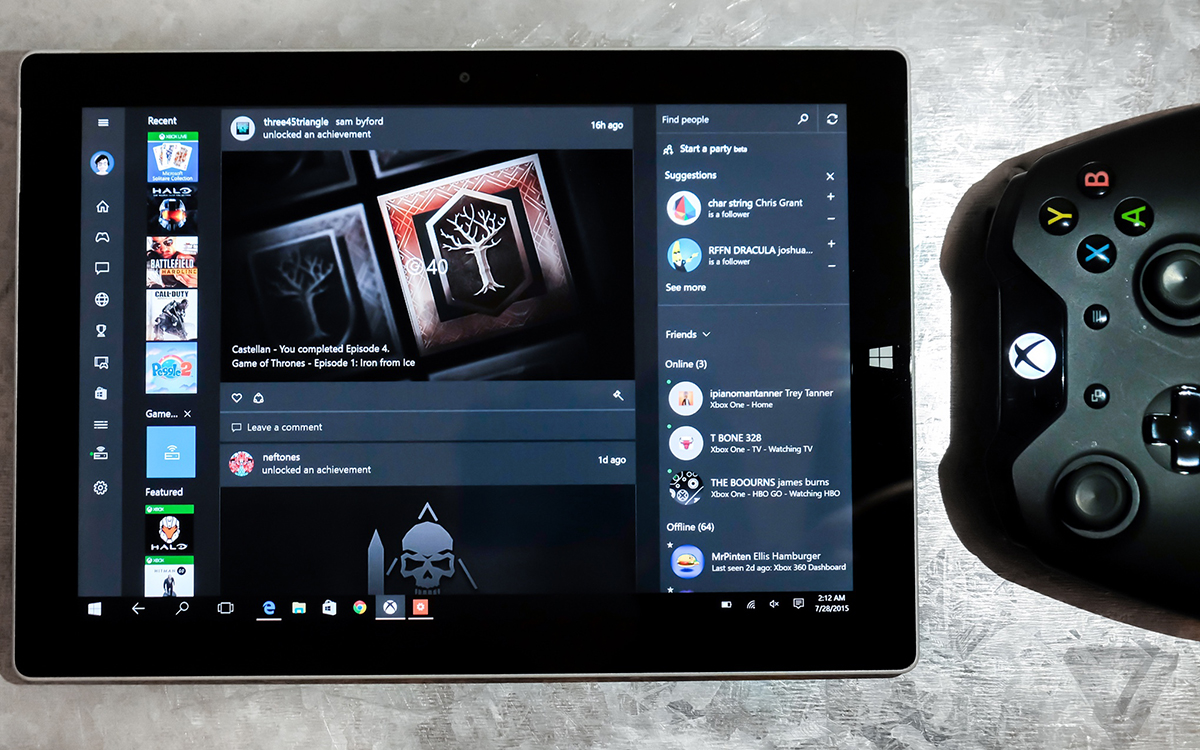 Recent
XBOX LIVE
Microsoft
Solitaire Collection
HALO
BATTLEFIELD
HARDLINE
CALL OF DUTY
Peggle 2
Game...
Featured
XBOX
HALO
XBOX
HITMAN
three45triangle sam byford
unlocked an achievement
16h ago
40
Castellan - You completed Episode 4.
Game of Thrones - Episode 1: Iron from Ice
Leave a comment
neftones
unlocked an achievement
1d ago
Find people
Start a party beta
Suggestions
char string Chris Grant
is a follower
RFFN DRACULA joshua...
is a follower
See more
Friends
Online (3)
ipianomantanner Trey Tanner
Xbox One - Home
T BONE 328
Xbox One - TV - Watching TV
THE BOOURNS james burns
Xbox One - HBO GO - Watching HBO
Offline (64)
MrPinten Ellis Hamburger
Last seen 2d ago: Xbox 360 Dashboard
2:12 AM
7/28/2015
B
Y
A
X